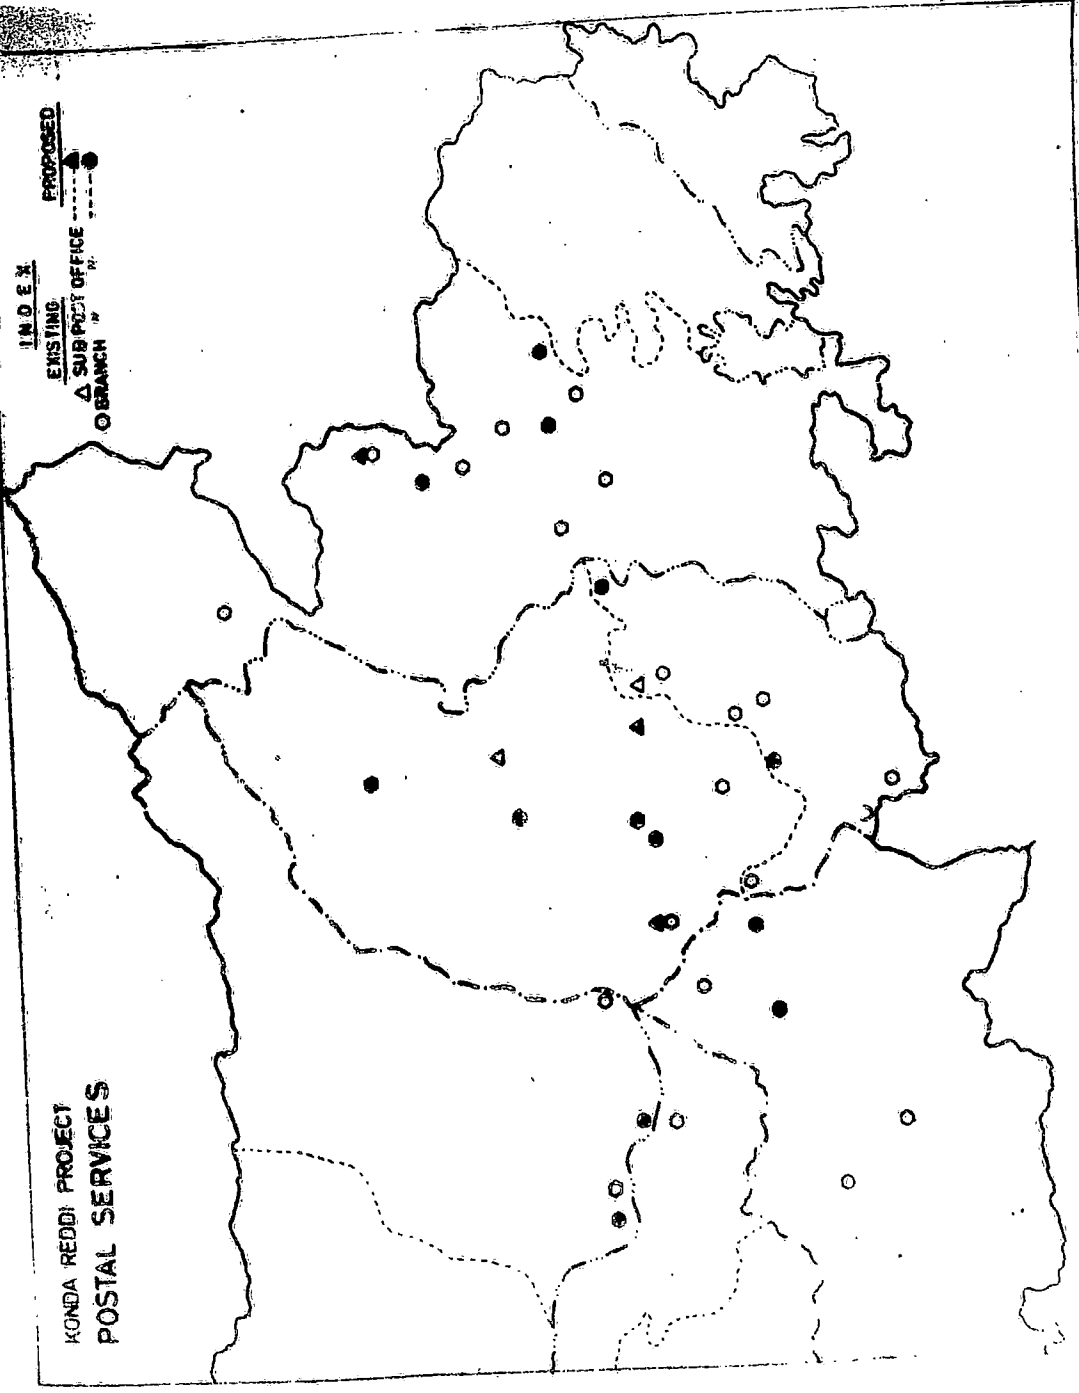 KONDA REDDI PROJECT
POSTAL SERVICES
INDEX
EXISTING PROPOSED
SUB POST OFFICE
BRANCH " "